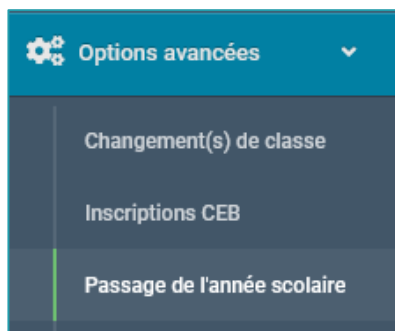 Options avancées
Changement(s) de classe
Inscriptions CEB
Passage de l'année scolaire